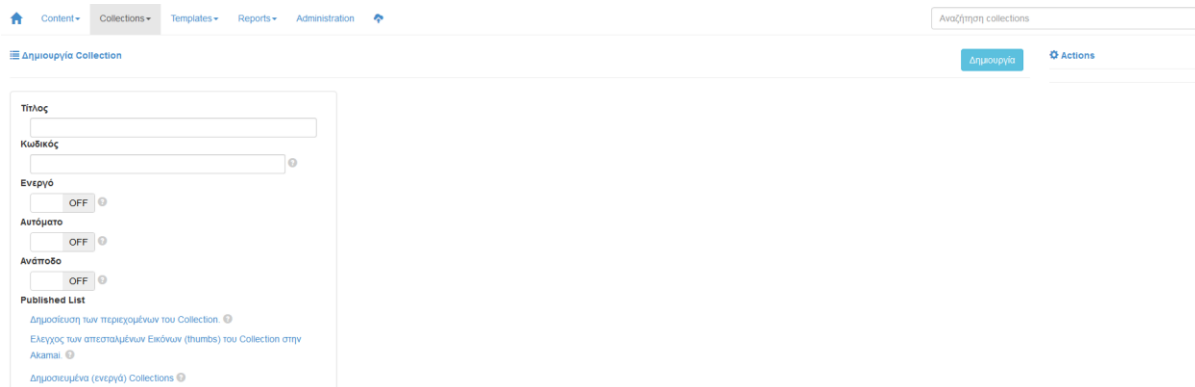 Content Collections Templates Reports Administration Αναζήτηση collections
Δημιουργία Collection Δημιουργία Actions
Τίτλος
Κωδικός
Ενεργό
OFF
Αυτόματο
OFF
Ανάποδο
OFF
Published List
Δημοσίευση των περιεχομένων του Collection.
Ελεγχος των απεσταλμένων Εικόνων (thumbs) του Collection στην
Akamai.
Δημοσιευμένα (ενεργά) Collections